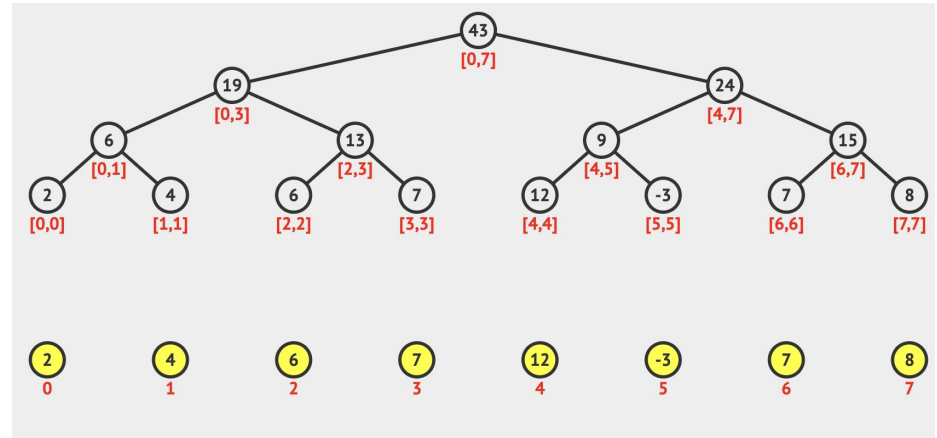 43
[0,7]
19 24
[0,3] [4,7]
6 13 9 15
[0,1] [2,3] [4,5] [6,7]
2 4 6 7 12 -3 7 8
[0,0] [1,1] [2,2] [3,3] [4,4] [5,5] [6,6] [7,7]
2 4 6 7 12 -3 7 8
0 1 2 3 4 5 6 7